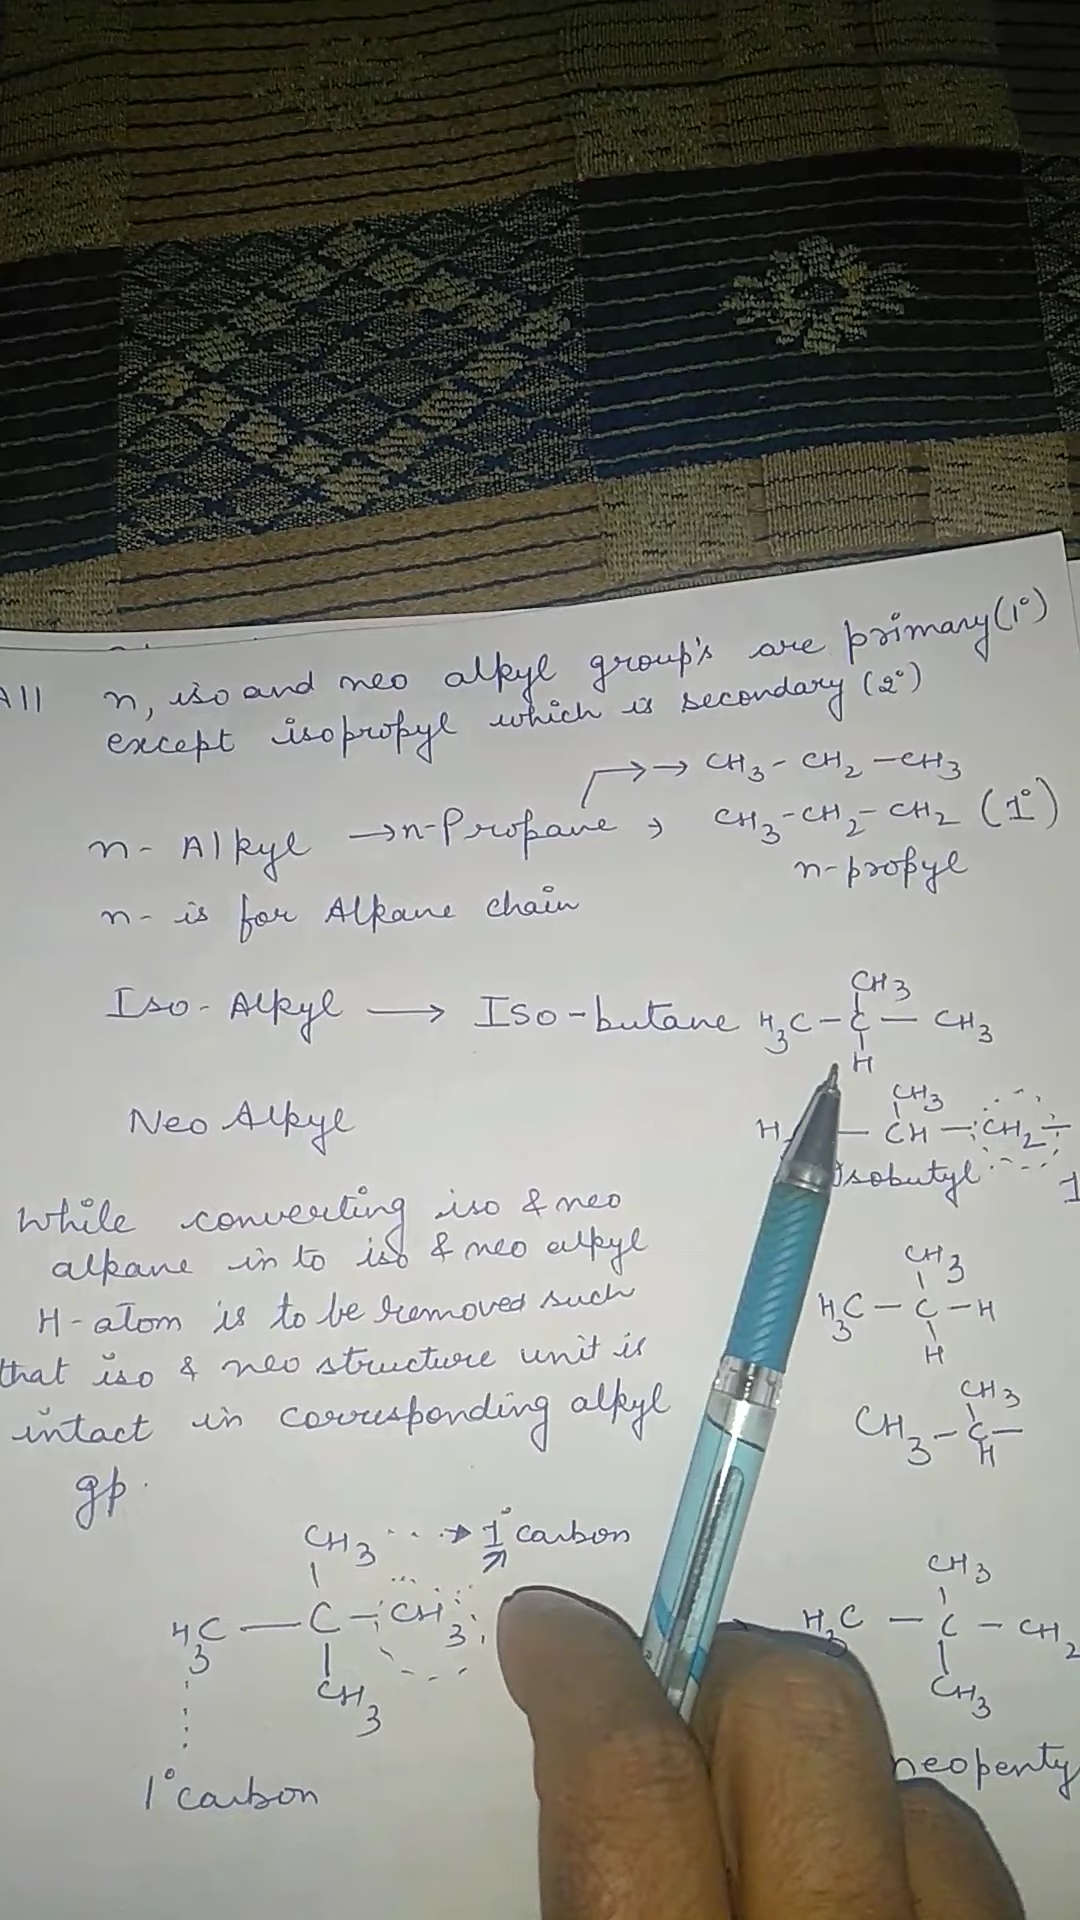 All n, iso and neo alkyl group's are primary (1°)
except isopropyl which is secondary (2°)
→→ CH3 - CH2 - CH3
n- Alkyl → n-Propane → CH3-CH2-CH2 (1°)
n-propyl
n- is for Alkane chain
CH3
Iso-Alkyl → Iso-butane H3C - C - CH3
H
Neo Alkyl
CH3
H - CH - CH2 -
Isobutyl 1
While converting iso & neo
alkane in to iso & neo alkyl
H-atom is to be removed such
that iso & neo structure unit is
intact in corresponding alkyl
gp.
CH3
H3C - C - H
H
CH3
CH3 - C -
H
CH3 ...→ 1° carbon
H3C - C - CH3
CH3
1° carbon
CH3
H3C - C - CH2
CH3
neopenty